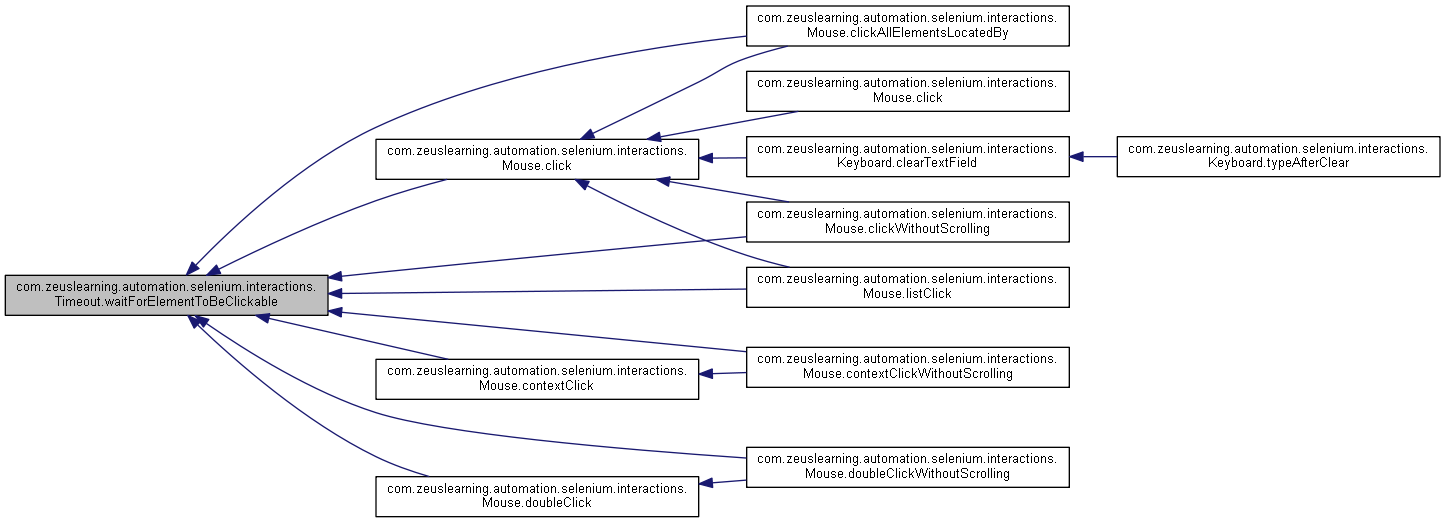 com.zeuslearning.automation.selenium.interactions.
Mouse.clickAllElementsLocatedBy
com.zeuslearning.automation.selenium.interactions.
Mouse.click
com.zeuslearning.automation.selenium.interactions.
Mouse.click
com.zeuslearning.automation.selenium.interactions.
Keyboard.clearTextField
com.zeuslearning.automation.selenium.interactions.
Keyboard.typeAfterClear
com.zeuslearning.automation.selenium.interactions.
Mouse.clickWithoutScrolling
com.zeuslearning.automation.selenium.interactions.
Timeout.waitForElementToBeClickable
com.zeuslearning.automation.selenium.interactions.
Mouse.listClick
com.zeuslearning.automation.selenium.interactions.
Mouse.contextClick
com.zeuslearning.automation.selenium.interactions.
Mouse.contextClickWithoutScrolling
com.zeuslearning.automation.selenium.interactions.
Mouse.doubleClickWithoutScrolling
com.zeuslearning.automation.selenium.interactions.
Mouse.doubleClick